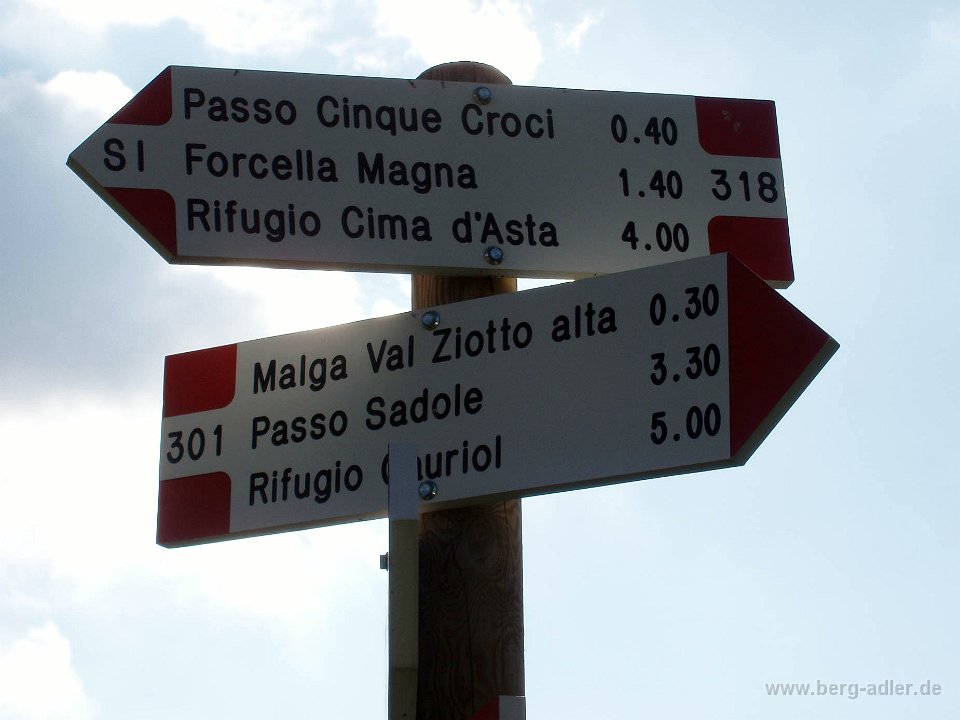 Passo Cinque Croci 0.40
SI Forcella Magna 1.40 318
Rifugio Cima d'Asta 4.00
Malga Val Ziotto alta 0.30
301 Passo Sadole 3.30
Rifugio Cauriol 5.00
www.berg-adler.de